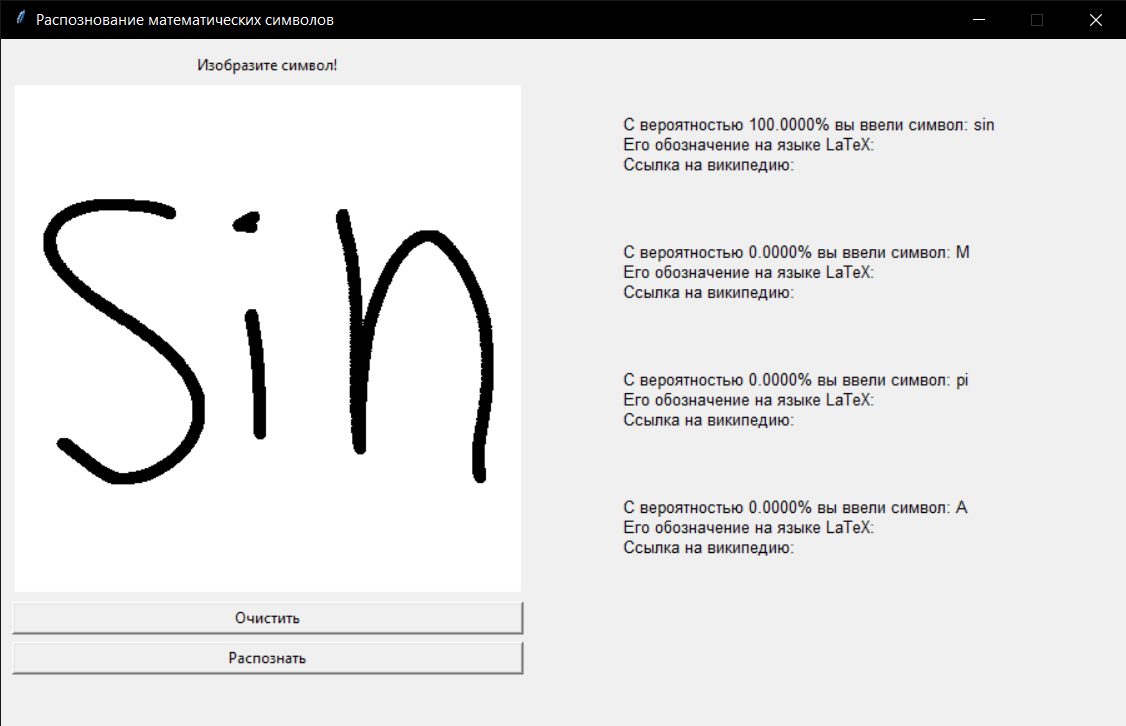 Распознование математических символов
Изобразите символ!
sin
Очистить
Распознать
С вероятностью 100.0000% вы ввели символ: sin
Его обозначение на языке LaTeX:
Ссылка на википедию:
С вероятностью 0.0000% вы ввели символ: M
Его обозначение на языке LaTeX:
Ссылка на википедию:
С вероятностью 0.0000% вы ввели символ: pi
Его обозначение на языке LaTeX:
Ссылка на википедию:
С вероятностью 0.0000% вы ввели символ: A
Его обозначение на языке LaTeX:
Ссылка на википедию: